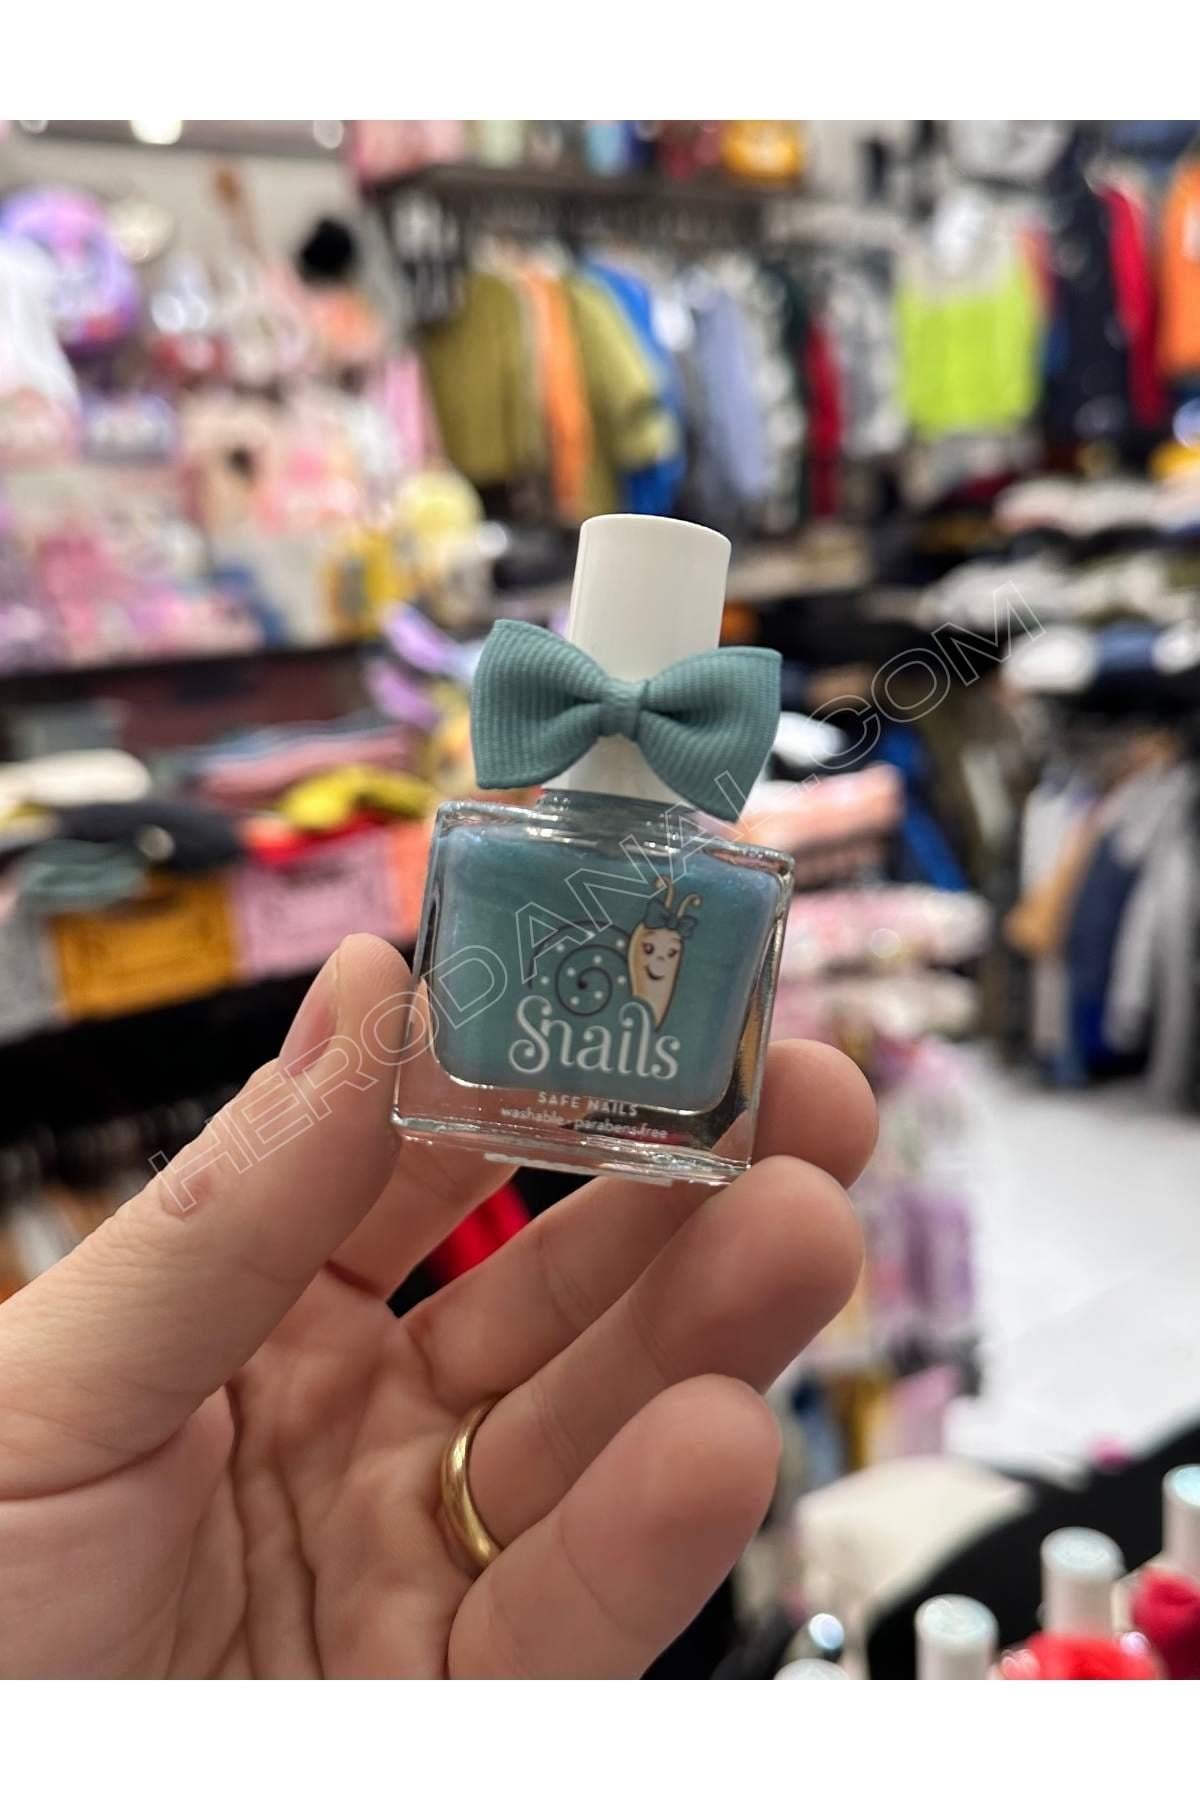 HERODANAL.COM
Snails
SAFE NAILS
washable · parabens free